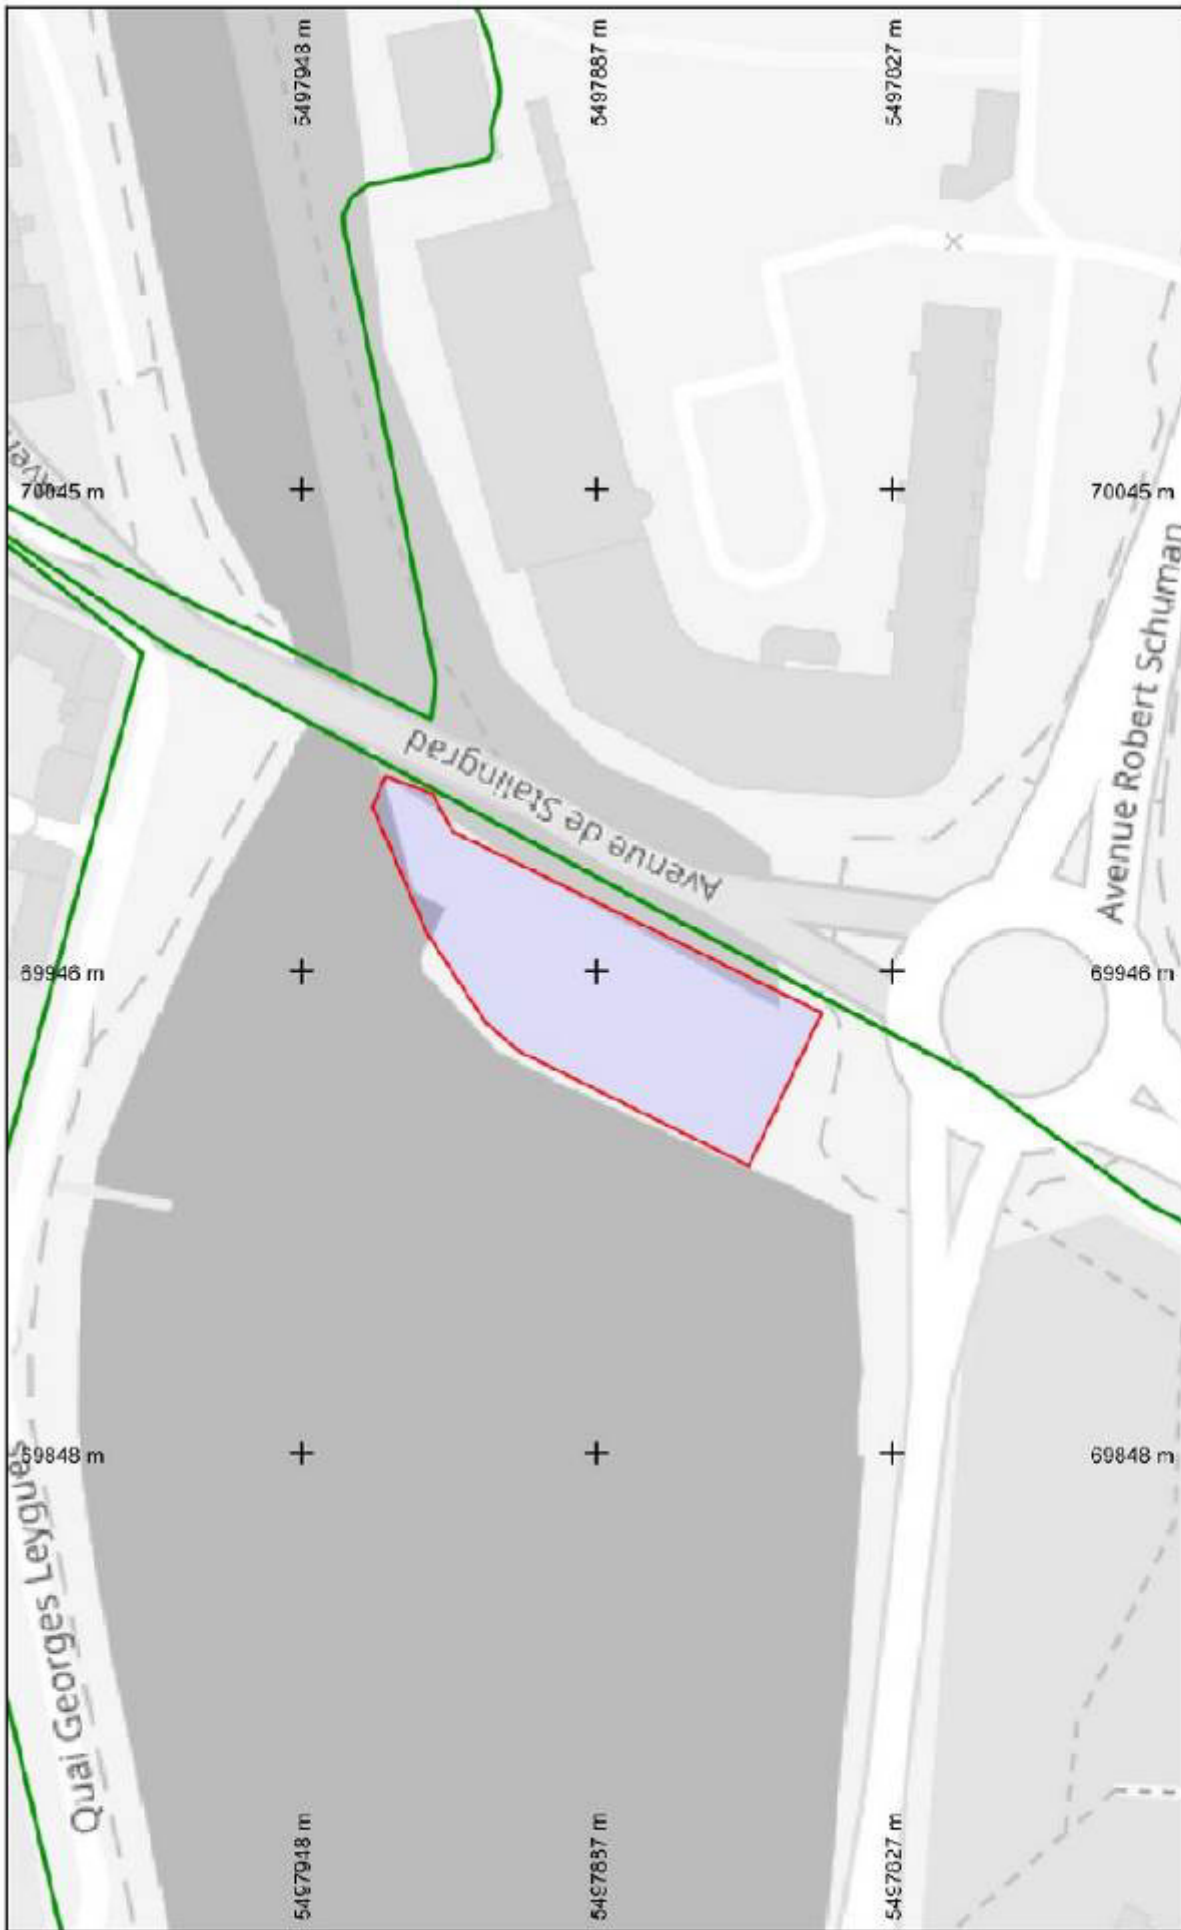 5497948 m
5497887 m
5497827 m
70045 m
70045 m
Avenue Robert Schuman
Avenue de Stalingrad
69946 m
69946 m
69848 m
69848 m
Quai Georges Leygues
5497948 m
5497887 m
5497827 m